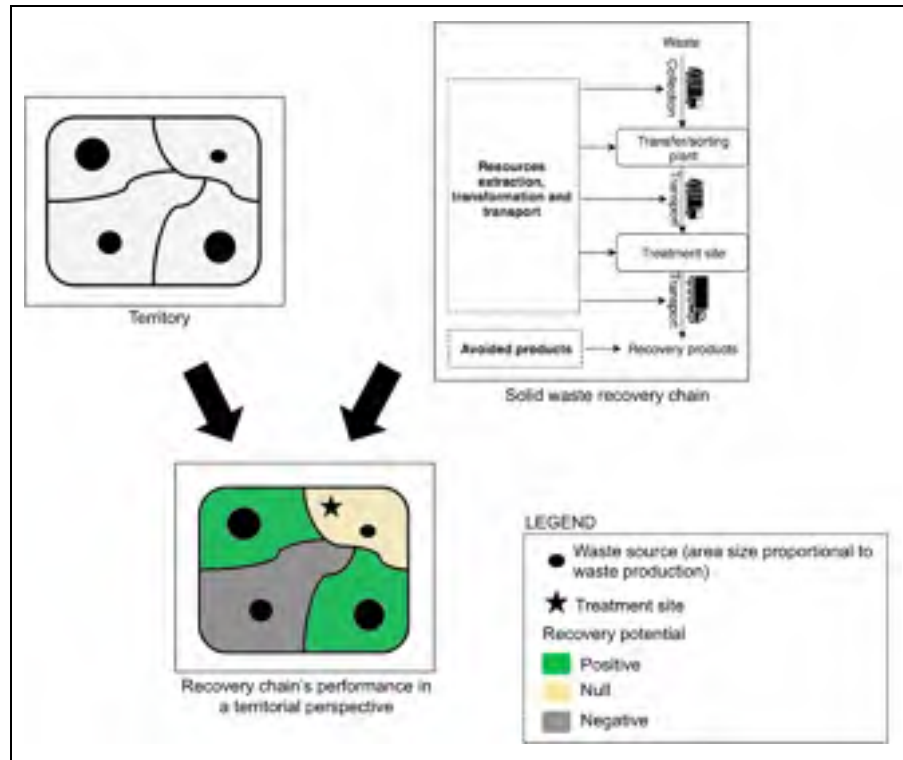 Waste
Collection
Transfer/sorting
plant
Resources
extraction,
transformation and
transport
Transport
Treatment site
Transport
Avoided products
Recovery products
Territory
Solid waste recovery chain
LEGEND
Waste source (area size proportional to
waste production)
Treatment site
Recovery potential
Positive
Null
Negative
Recovery chain's performance in
a territorial perspective